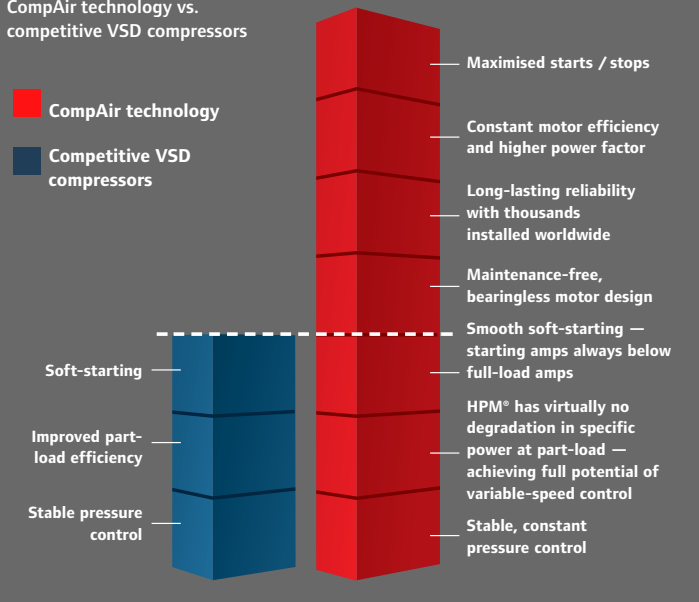 CompAir technology vs.
competitive VSD compressors
CompAir technology
Competitive VSD
compressors
Soft-starting
Improved part-
load efficiency
Stable pressure
control
Maximised starts / stops
Constant motor efficiency
and higher power factor
Long-lasting reliability
with thousands
installed worldwide
Maintenance-free,
bearingless motor design
Smooth soft-starting —
starting amps always below
full-load amps
HPM® has virtually no
degradation in specific
power at part-load —
achieving full potential of
variable-speed control
Stable, constant
pressure control